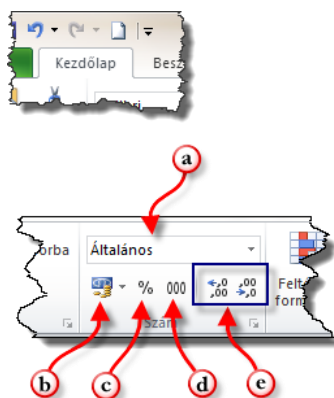 Kezdőlap Besz
a
orba Általános
% 000 ←,0 ,00 ,00 →,0 Felt
form
Szám
b c d e